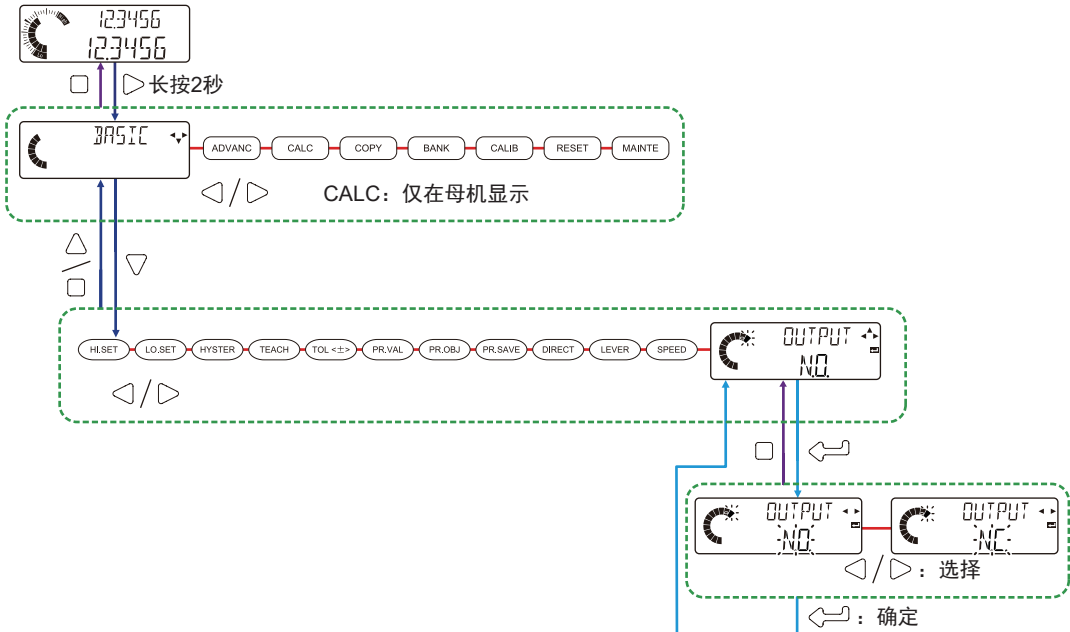 12.3456
12.3456
长按2秒
BASIC
ADVANC CALC COPY BANK CALIB RESET MAINTE
CALC：仅在母机显示
HI.SET LO.SET HYSTER TEACH TOL <±> PR.VAL PR.OBJ PR.SAVE DIRECT LEVER SPEED
OUTPUT
N.O.
OUTPUT
N.O.
OUTPUT
N.C.
：选择
：确定